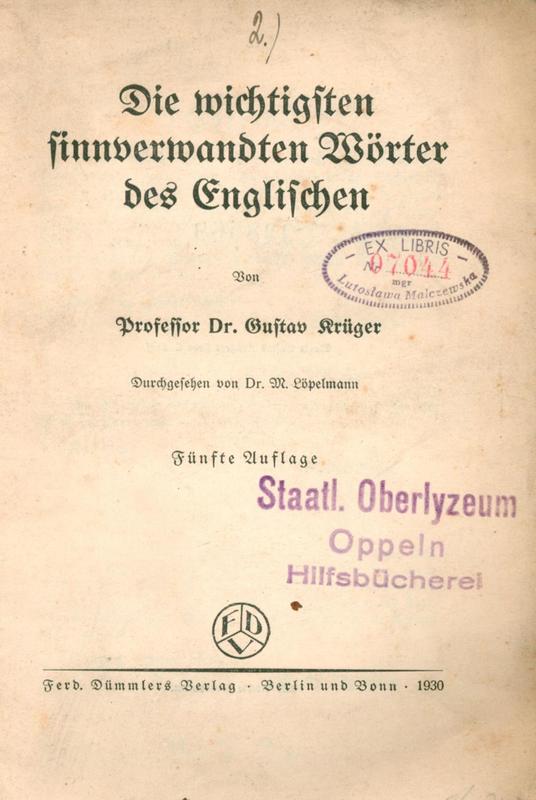 2.)
Die wichtigsten
sinnverwandten Wörter
des Englischen
EX LIBRIS
Nr 07044
mgr
Lutosława Malczewska
Von
Professor Dr. Gustav Krüger
Durchgesehen von Dr. M. Löpelmann
Fünfte Auflage
Staatl. Oberlyzeum
Oppeln
Hilfsbücherei
FDV
Ferd. Dümmlers Verlag · Berlin und Bonn · 1930